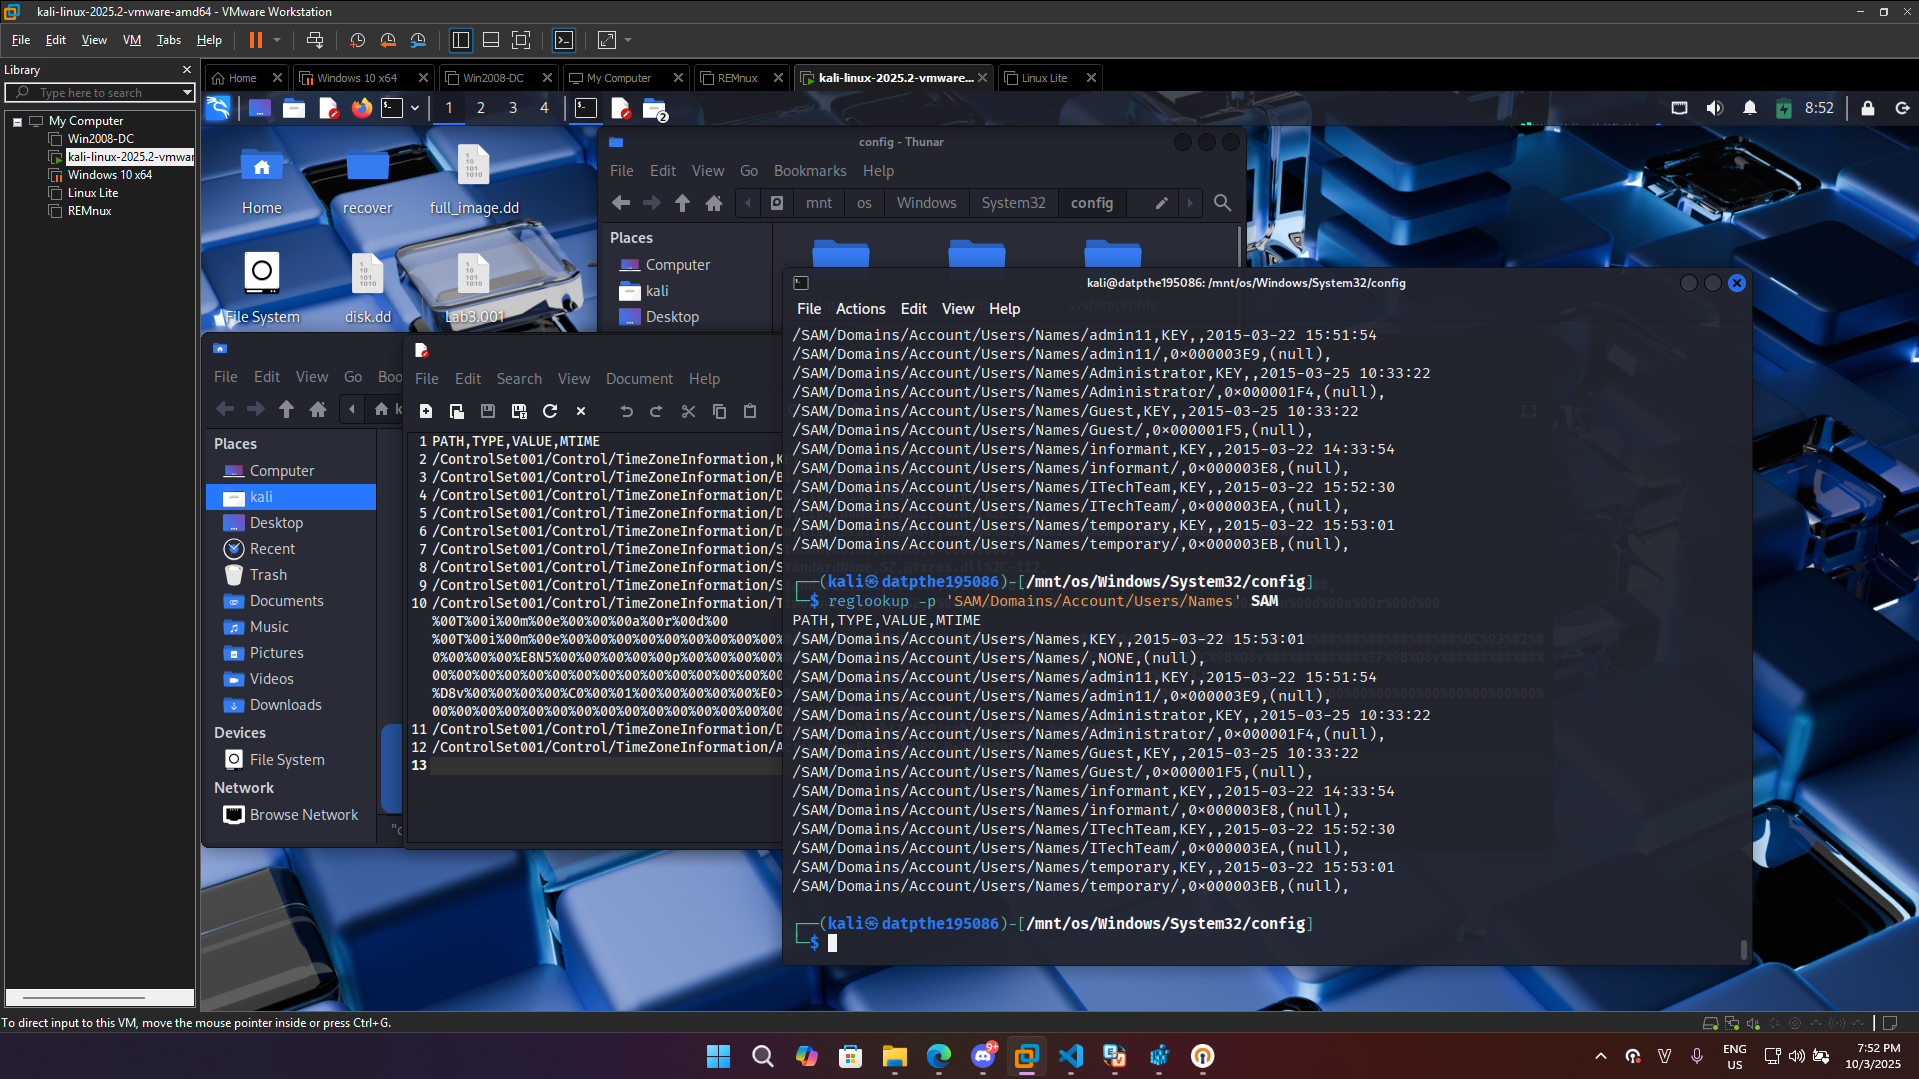 kali-linux-2025.2-vmware-amd64 - VMware Workstation
File Edit View VM Tabs Help
Library
Type here to search
My Computer
Win2008-DC
kali-linux-2025.2-vmwar
Windows 10 x64
Linux Lite
REMnux
Home
Windows 10 x64
Win2008-DC
My Computer
REMnux
kali-linux-2025.2-vmware...
Linux Lite
1 2 3 4
2
8:52
Home
recover
full_image.dd
File System
disk.dd
Lab3.001
config - Thunar
File Edit View Go Bookmarks Help
mnt os Windows System32 config
Places
Computer
kali
Desktop
File Edit View Go Boo
k
Places
Computer
kali
Desktop
Recent
Trash
Documents
Music
Pictures
Videos
Downloads
Devices
File System
Network
Browse Network
File Edit Search View Document Help
1 PATH,TYPE,VALUE,MTIME
2 /ControlSet001/Control/TimeZoneInformation,K
3 /ControlSet001/Control/TimeZoneInformation/B
4 /ControlSet001/Control/TimeZoneInformation/D
5 /ControlSet001/Control/TimeZoneInformation/D
6 /ControlSet001/Control/TimeZoneInformation/D
7 /ControlSet001/Control/TimeZoneInformation/S
8 /ControlSet001/Control/TimeZoneInformation/S
9 /ControlSet001/Control/TimeZoneInformation/S
10 /ControlSet001/Control/TimeZoneInformation/T
%00T%00i%00m%00e%00%00%00a%00r%00d%00
%00T%00i%00m%00e%00%00%00%00%00%00%00%00
0%00%00%00%E8N5%00%00%00%00%00p%00%00%00%00
00%00%00%00%00%00%00%00%00%00%00%00%00%00
%D8v%00%00%00%00%C0%00%01%00%00%00%00%00%E0>
00%00%00%00%00%00%00%00%00%00%00%00%00%00
11 /ControlSet001/Control/TimeZoneInformation/D
12 /ControlSet001/Control/TimeZoneInformation/A
13
kali@datpthe195086: /mnt/os/Windows/System32/config
File Actions Edit View Help
/SAM/Domains/Account/Users/Names/admin11,KEY,,2015-03-22 15:51:54
/SAM/Domains/Account/Users/Names/admin11/,0×000003E9,(null),
/SAM/Domains/Account/Users/Names/Administrator,KEY,,2015-03-25 10:33:22
/SAM/Domains/Account/Users/Names/Administrator/,0×000001F4,(null),
/SAM/Domains/Account/Users/Names/Guest,KEY,,2015-03-25 10:33:22
/SAM/Domains/Account/Users/Names/Guest/,0×000001F5,(null),
/SAM/Domains/Account/Users/Names/informant,KEY,,2015-03-22 14:33:54
/SAM/Domains/Account/Users/Names/informant/,0×000003E8,(null),
/SAM/Domains/Account/Users/Names/ITechTeam,KEY,,2015-03-22 15:52:30
/SAM/Domains/Account/Users/Names/ITechTeam/,0×000003EA,(null),
/SAM/Domains/Account/Users/Names/temporary,KEY,,2015-03-22 15:53:01
/SAM/Domains/Account/Users/Names/temporary/,0×000003EB,(null),
┌──(kali㉿datpthe195086)-[/mnt/os/Windows/System32/config]
└─$ reglookup -p 'SAM/Domains/Account/Users/Names' SAM
PATH,TYPE,VALUE,MTIME
/SAM/Domains/Account/Users/Names,KEY,,2015-03-22 15:53:01
/SAM/Domains/Account/Users/Names/,NONE,(null),
/SAM/Domains/Account/Users/Names/admin11,KEY,,2015-03-22 15:51:54
/SAM/Domains/Account/Users/Names/admin11/,0×000003E9,(null),
/SAM/Domains/Account/Users/Names/Administrator,KEY,,2015-03-25 10:33:22
/SAM/Domains/Account/Users/Names/Administrator/,0×000001F4,(null),
/SAM/Domains/Account/Users/Names/Guest,KEY,,2015-03-25 10:33:22
/SAM/Domains/Account/Users/Names/Guest/,0×000001F5,(null),
/SAM/Domains/Account/Users/Names/informant,KEY,,2015-03-22 14:33:54
/SAM/Domains/Account/Users/Names/informant/,0×000003E8,(null),
/SAM/Domains/Account/Users/Names/ITechTeam,KEY,,2015-03-22 15:52:30
/SAM/Domains/Account/Users/Names/ITechTeam/,0×000003EA,(null),
/SAM/Domains/Account/Users/Names/temporary,KEY,,2015-03-22 15:53:01
/SAM/Domains/Account/Users/Names/temporary/,0×000003EB,(null),
┌──(kali㉿datpthe195086)-[/mnt/os/Windows/System32/config]
└─$
To direct input to this VM, move the mouse pointer inside or press Ctrl+G.
9+
ENG
US
7:52 PM
10/3/2025